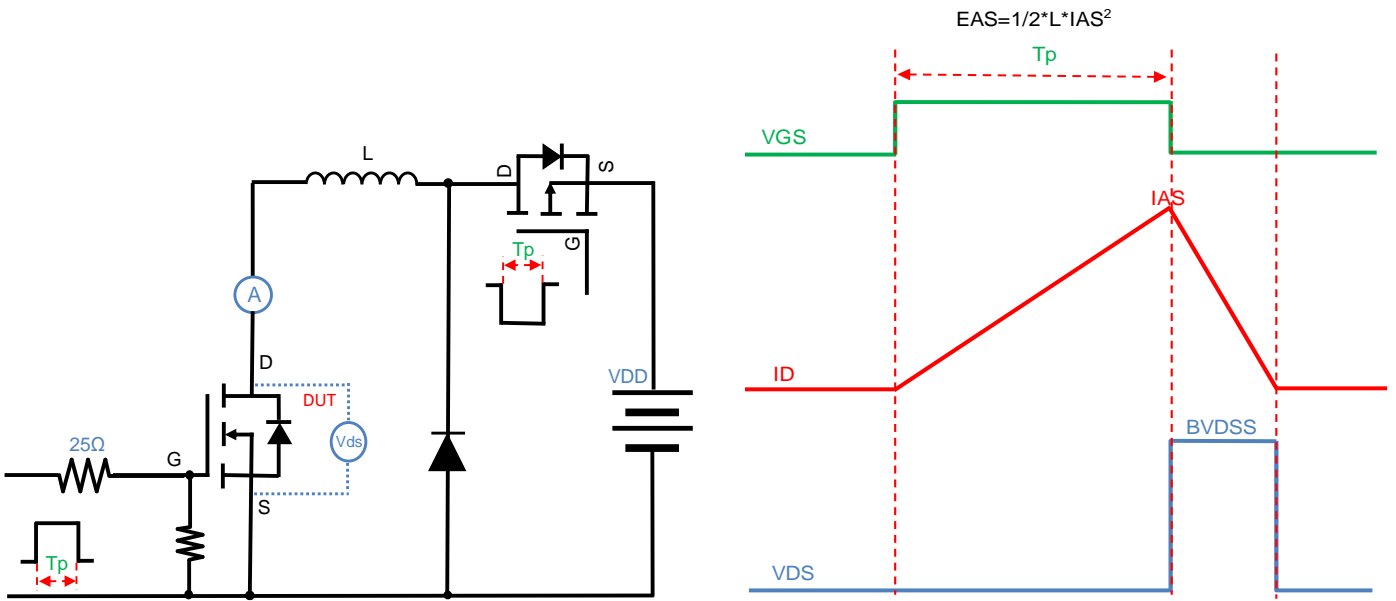 EAS=1/2*L*IAS²
Tp
VGS
L
D
S
IAS
G
Tp
A
D
VDD
ID
DUT
BVDSS
25Ω
Vds
G
S
Tp
VDS